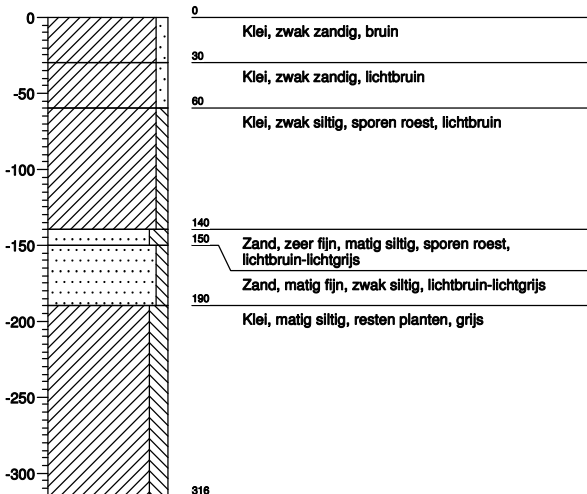 0
0
Klei, zwak zandig, bruin
30
Klei, zwak zandig, lichtbruin
-50
60
Klei, zwak siltig, sporen roest, lichtbruin
-100
140
-150
150
Zand, zeer fijn, matig siltig, sporen roest,
lichtbruin-lichtgrijs
Zand, matig fijn, zwak siltig, lichtbruin-lichtgrijs
190
-200
Klei, matig siltig, resten planten, grijs
-250
-300
316